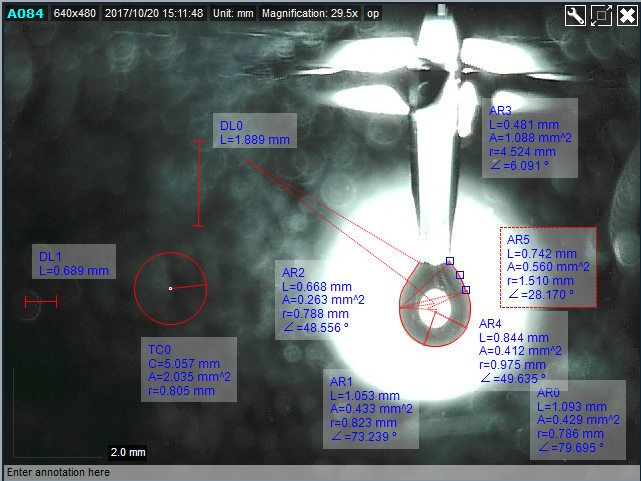 A084 640x480 2017/10/20 15:11:48 Unit: mm Magnification: 29.5x op
AR3
L=0.481 mm
A=1.088 mm^2
r=4.524 mm
∠=6.091 º
DL0
L=1.889 mm
AR5
L=0.742 mm
A=0.560 mm^2
r=1.510 mm
∠=28.170 º
DL1
L=0.689 mm
AR2
L=0.668 mm
A=0.263 mm^2
r=0.788 mm
∠=48.556 º
AR4
L=0.844 mm
A=0.412 mm^2
r=0.975 mm
∠=49.635 º
TC0
C=5.057 mm
A=2.035 mm^2
r=0.805 mm
AR1
L=1.053 mm
A=0.433 mm^2
r=0.823 mm
∠=73.239 º
AR0
L=1.093 mm
A=0.429 mm^2
r=0.786 mm
∠=79.695 º
2.0 mm
Enter annotation here